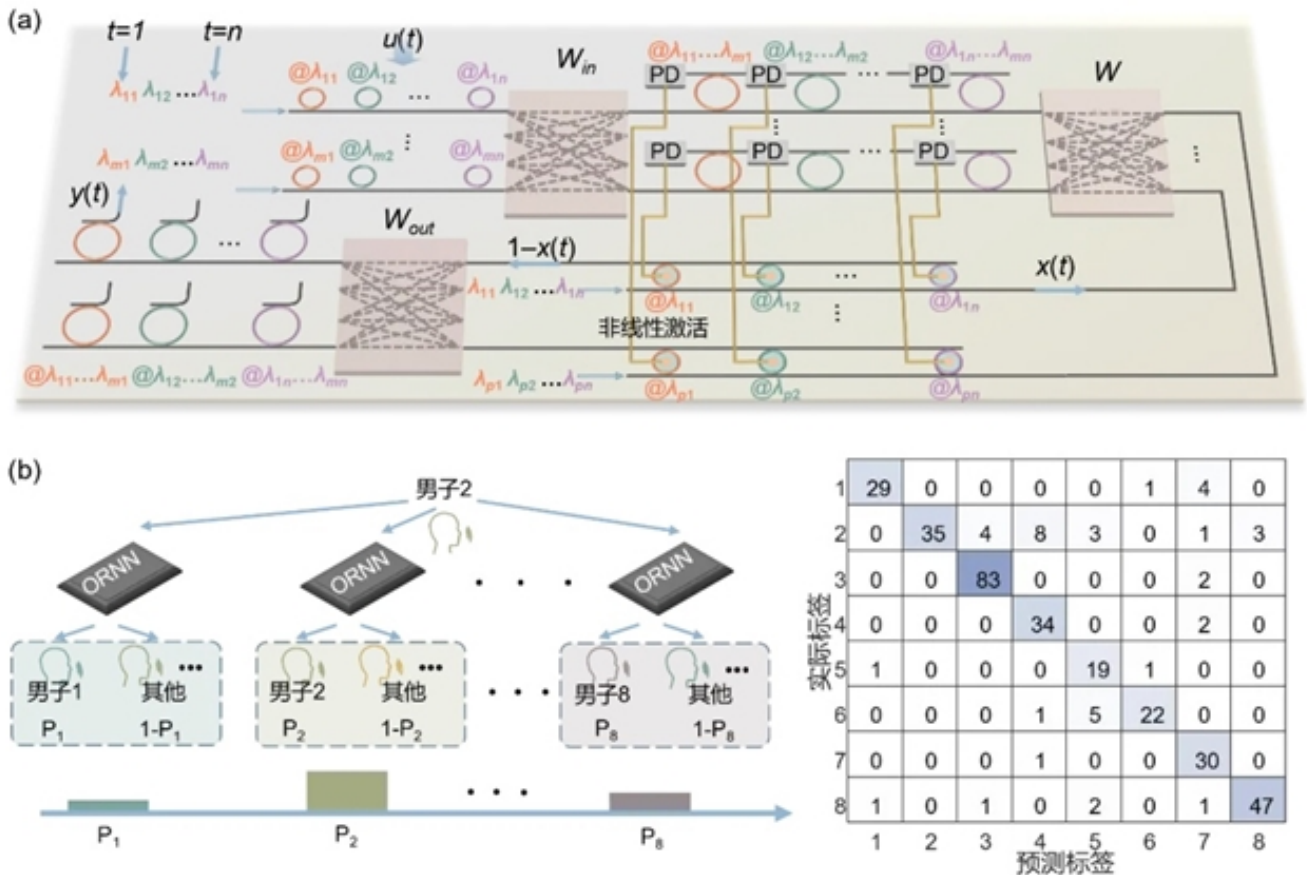 (a)
t=1 t=n u(t) W_in @λ11...λm1 @λ12...λm2 @λ1n...λmn W
λ11 λ12 ...λ1n @λ11 @λ12 ... @λ1n PD PD ... PD
λm1 λm2 ...λmn @λm1 @λm2 @λmn PD PD ... PD
y(t) W_out 1–x(t) x(t)
λ11 λ12 ...λ1n @λ11 @λ12 @λ1n
非线性激活
@λ11...λm1 @λ12...λm2 @λ1n...λmn λp1 λp2 ...λpn @λp1 @λp2 @λpn
(b)
男子2
ORNN ORNN ORNN
男子1 其他 男子2 其他 男子8 其他
P1 1-P1 P2 1-P2 P8 1-P8
P1 P2 P8
实际标签
1 29 0 0 0 0 1 4 0
2 0 35 4 8 3 0 1 3
3 0 0 83 0 0 0 2 0
4 0 0 0 34 0 0 2 0
5 1 0 0 0 19 1 0 0
6 0 0 0 1 5 22 0 0
7 0 0 0 1 0 0 30 0
8 1 0 1 0 2 0 1 47
1 2 3 4 5 6 7 8
预测标签